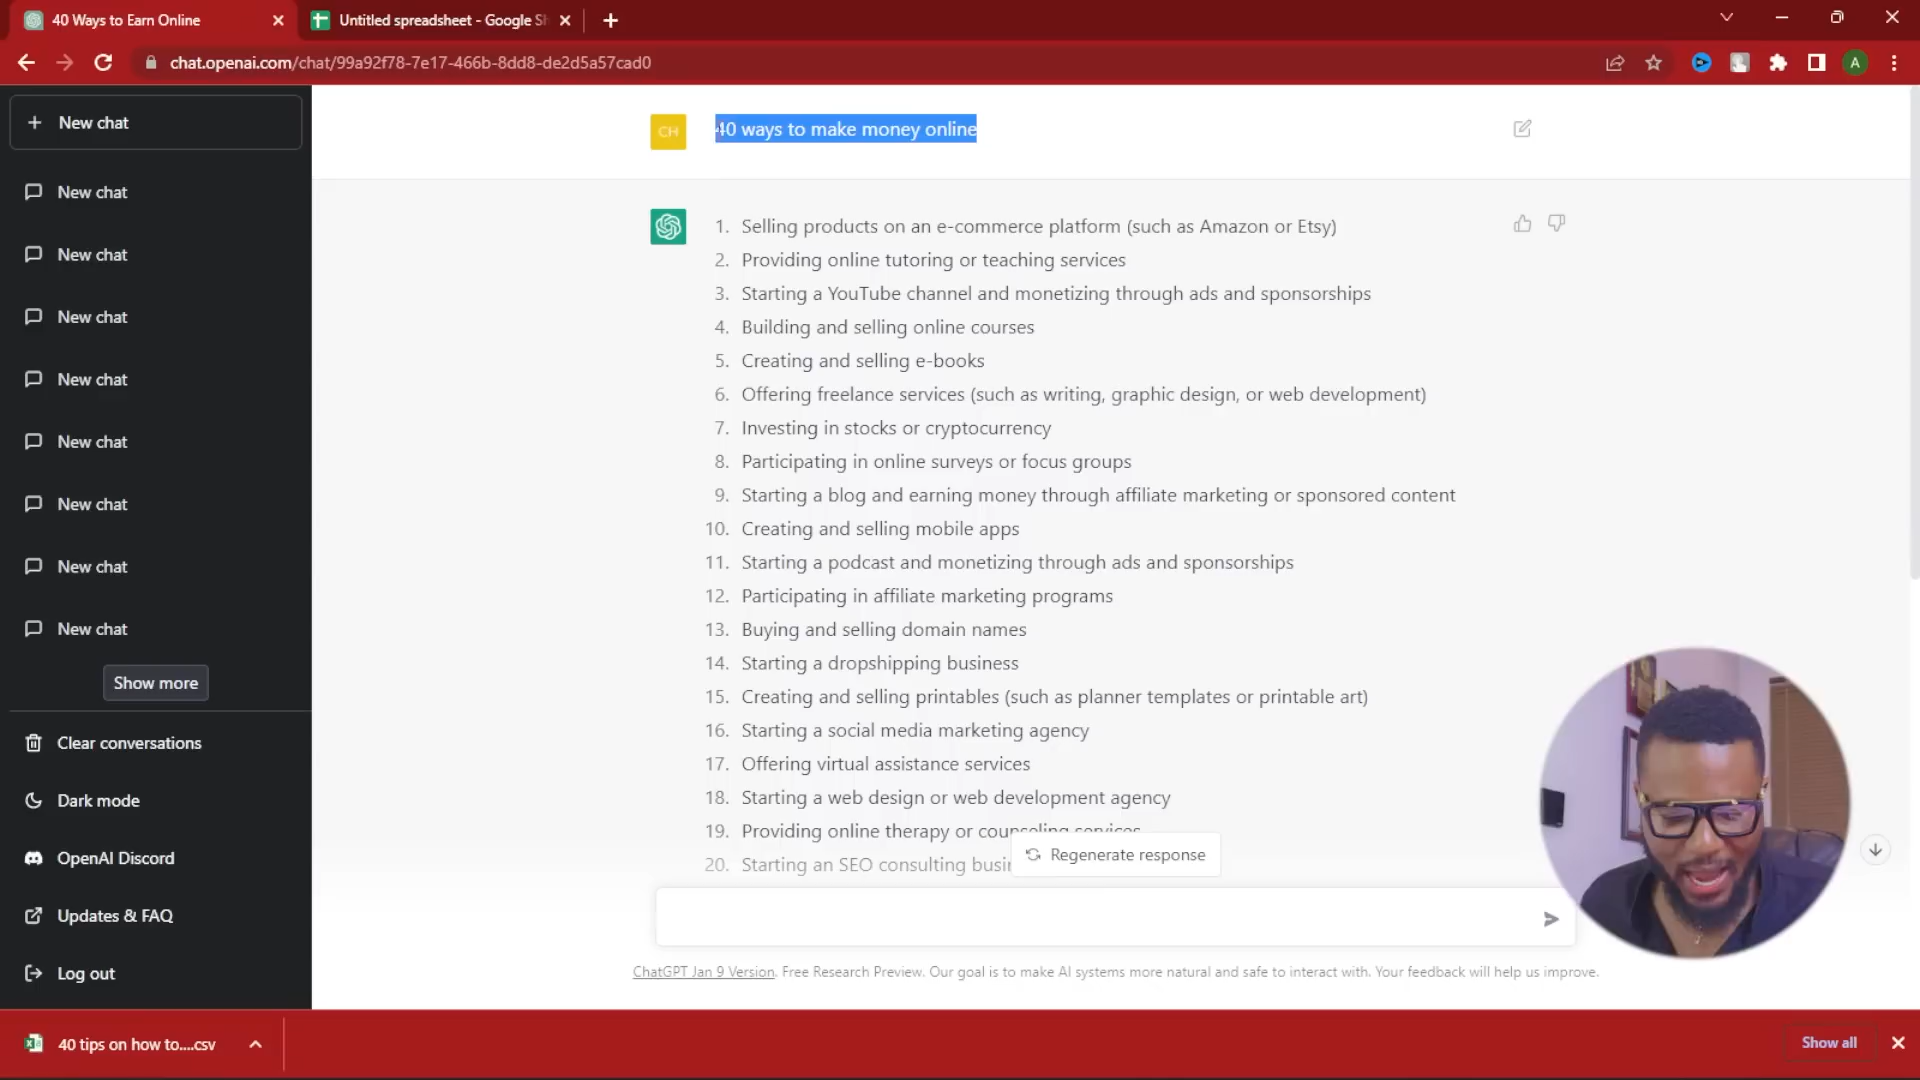 40 Ways to Earn Online
Untitled spreadsheet - Google Sh
chat.openai.com/chat/99a92f78-7e17-466b-8dd8-de2d5a57cad0
A
+ New chat
New chat
New chat
New chat
New chat
New chat
New chat
New chat
New chat
Show more
Clear conversations
Dark mode
OpenAI Discord
Updates & FAQ
Log out
CH
40 ways to make money online
1. Selling products on an e-commerce platform (such as Amazon or Etsy)
2. Providing online tutoring or teaching services
3. Starting a YouTube channel and monetizing through ads and sponsorships
4. Building and selling online courses
5. Creating and selling e-books
6. Offering freelance services (such as writing, graphic design, or web development)
7. Investing in stocks or cryptocurrency
8. Participating in online surveys or focus groups
9. Starting a blog and earning money through affiliate marketing or sponsored content
10. Creating and selling mobile apps
11. Starting a podcast and monetizing through ads and sponsorships
12. Participating in affiliate marketing programs
13. Buying and selling domain names
14. Starting a dropshipping business
15. Creating and selling printables (such as planner templates or printable art)
16. Starting a social media marketing agency
17. Offering virtual assistance services
18. Starting a web design or web development agency
19. Providing online therapy or counseling services
20. Starting an SEO consulting busi
Regenerate response
ChatGPT Jan 9 Version. Free Research Preview. Our goal is to make AI systems more natural and safe to interact with. Your feedback will help us improve.
40 tips on how to....csv
Show all